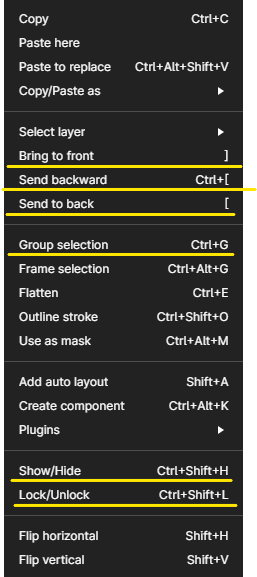 Copy Ctrl+C
Paste here
Paste to replace Ctrl+Alt+Shift+V
Copy/Paste as
Select layer
Bring to front ]
Send backward Ctrl+[
Send to back [
Group selection Ctrl+G
Frame selection Ctrl+Alt+G
Flatten Ctrl+E
Outline stroke Ctrl+Shift+O
Use as mask Ctrl+Alt+M
Add auto layout Shift+A
Create component Ctrl+Alt+K
Plugins
Show/Hide Ctrl+Shift+H
Lock/Unlock Ctrl+Shift+L
Flip horizontal Shift+H
Flip vertical Shift+V